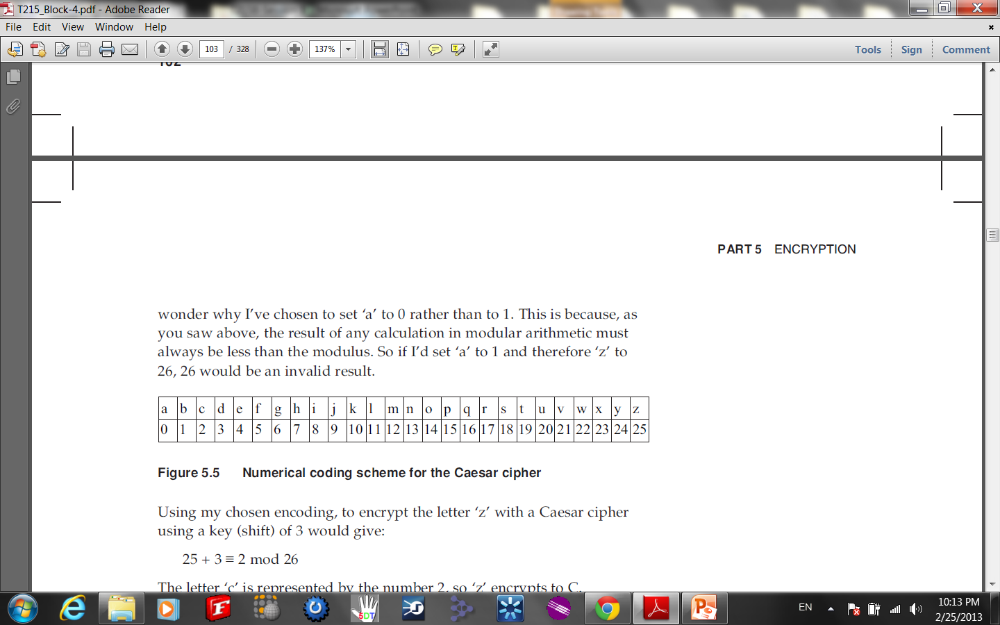 T215_Block-4.pdf - Adobe Reader
File Edit View Window Help
103 / 328 137% Tools Sign Comment
102
PART 5 ENCRYPTION
wonder why I’ve chosen to set ‘a’ to 0 rather than to 1. This is because, as
you saw above, the result of any calculation in modular arithmetic must
always be less than the modulus. So if I’d set ‘a’ to 1 and therefore ‘z’ to
26, 26 would be an invalid result.
a b c d e f g h i j k l m n o p q r s t u v w x y z
0 1 2 3 4 5 6 7 8 9 10 11 12 13 14 15 16 17 18 19 20 21 22 23 24 25
Figure 5.5 Numerical coding scheme for the Caesar cipher
Using my chosen encoding, to encrypt the letter ‘z’ with a Caesar cipher
using a key (shift) of 3 would give:
25 + 3 ≡ 2 mod 26
The letter ‘c’ is represented by the number 2, so ‘z’ encrypts to C.
5DT
EN
10:13 PM
2/25/2013